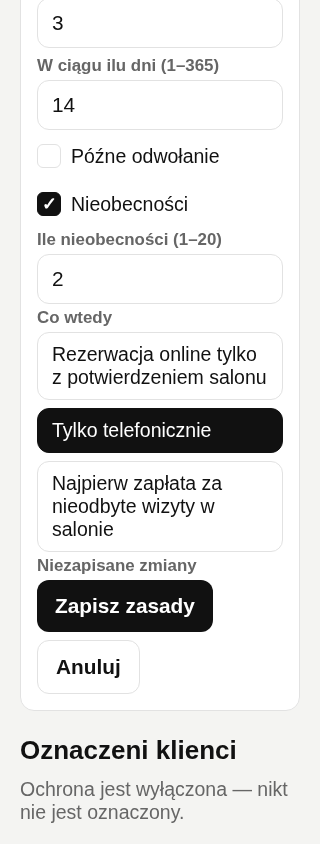 3
W ciągu ilu dni (1–365)
14
Późne odwołanie
✓ Nieobecności
Ile nieobecności (1–20)
2
Co wtedy
Rezerwacja online tylko
z potwierdzeniem salonu
Tylko telefonicznie
Najpierw zapłata za
nieodbyte wizyty w
salonie
Niezapisane zmiany
Zapisz zasady
Anuluj
Oznaczeni klienci
Ochrona jest wyłączona — nikt
nie jest oznaczony.